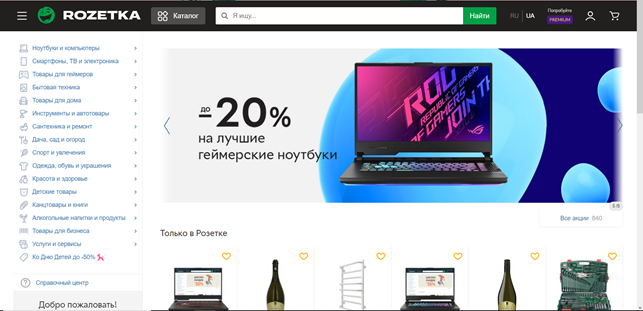 ROZETKA
Каталог
Я ищу...
Найти
RU | UA
Попробуйте
PREMIUM
Ноутбуки и компьютеры
Смартфоны, ТВ и электроника
Товары для геймеров
Бытовая техника
Товары для дома
Инструменты и автотовары
Сантехника и ремонт
Дача, сад и огород
Спорт и увлечения
Одежда, обувь и украшения
Красота и здоровье
Детские товары
Канцтовары и книги
Алкогольные напитки и продукты
Товары для бизнеса
Услуги и сервисы
Ко Дню Детей до -50%
Справочный центр
Добро пожаловать!
до
-20%
на лучшие
геймерские ноутбуки
ROG
REPUBLIC OF
GAMERS
JOIN THE
5/8
Все акции 840
Только в Розетке